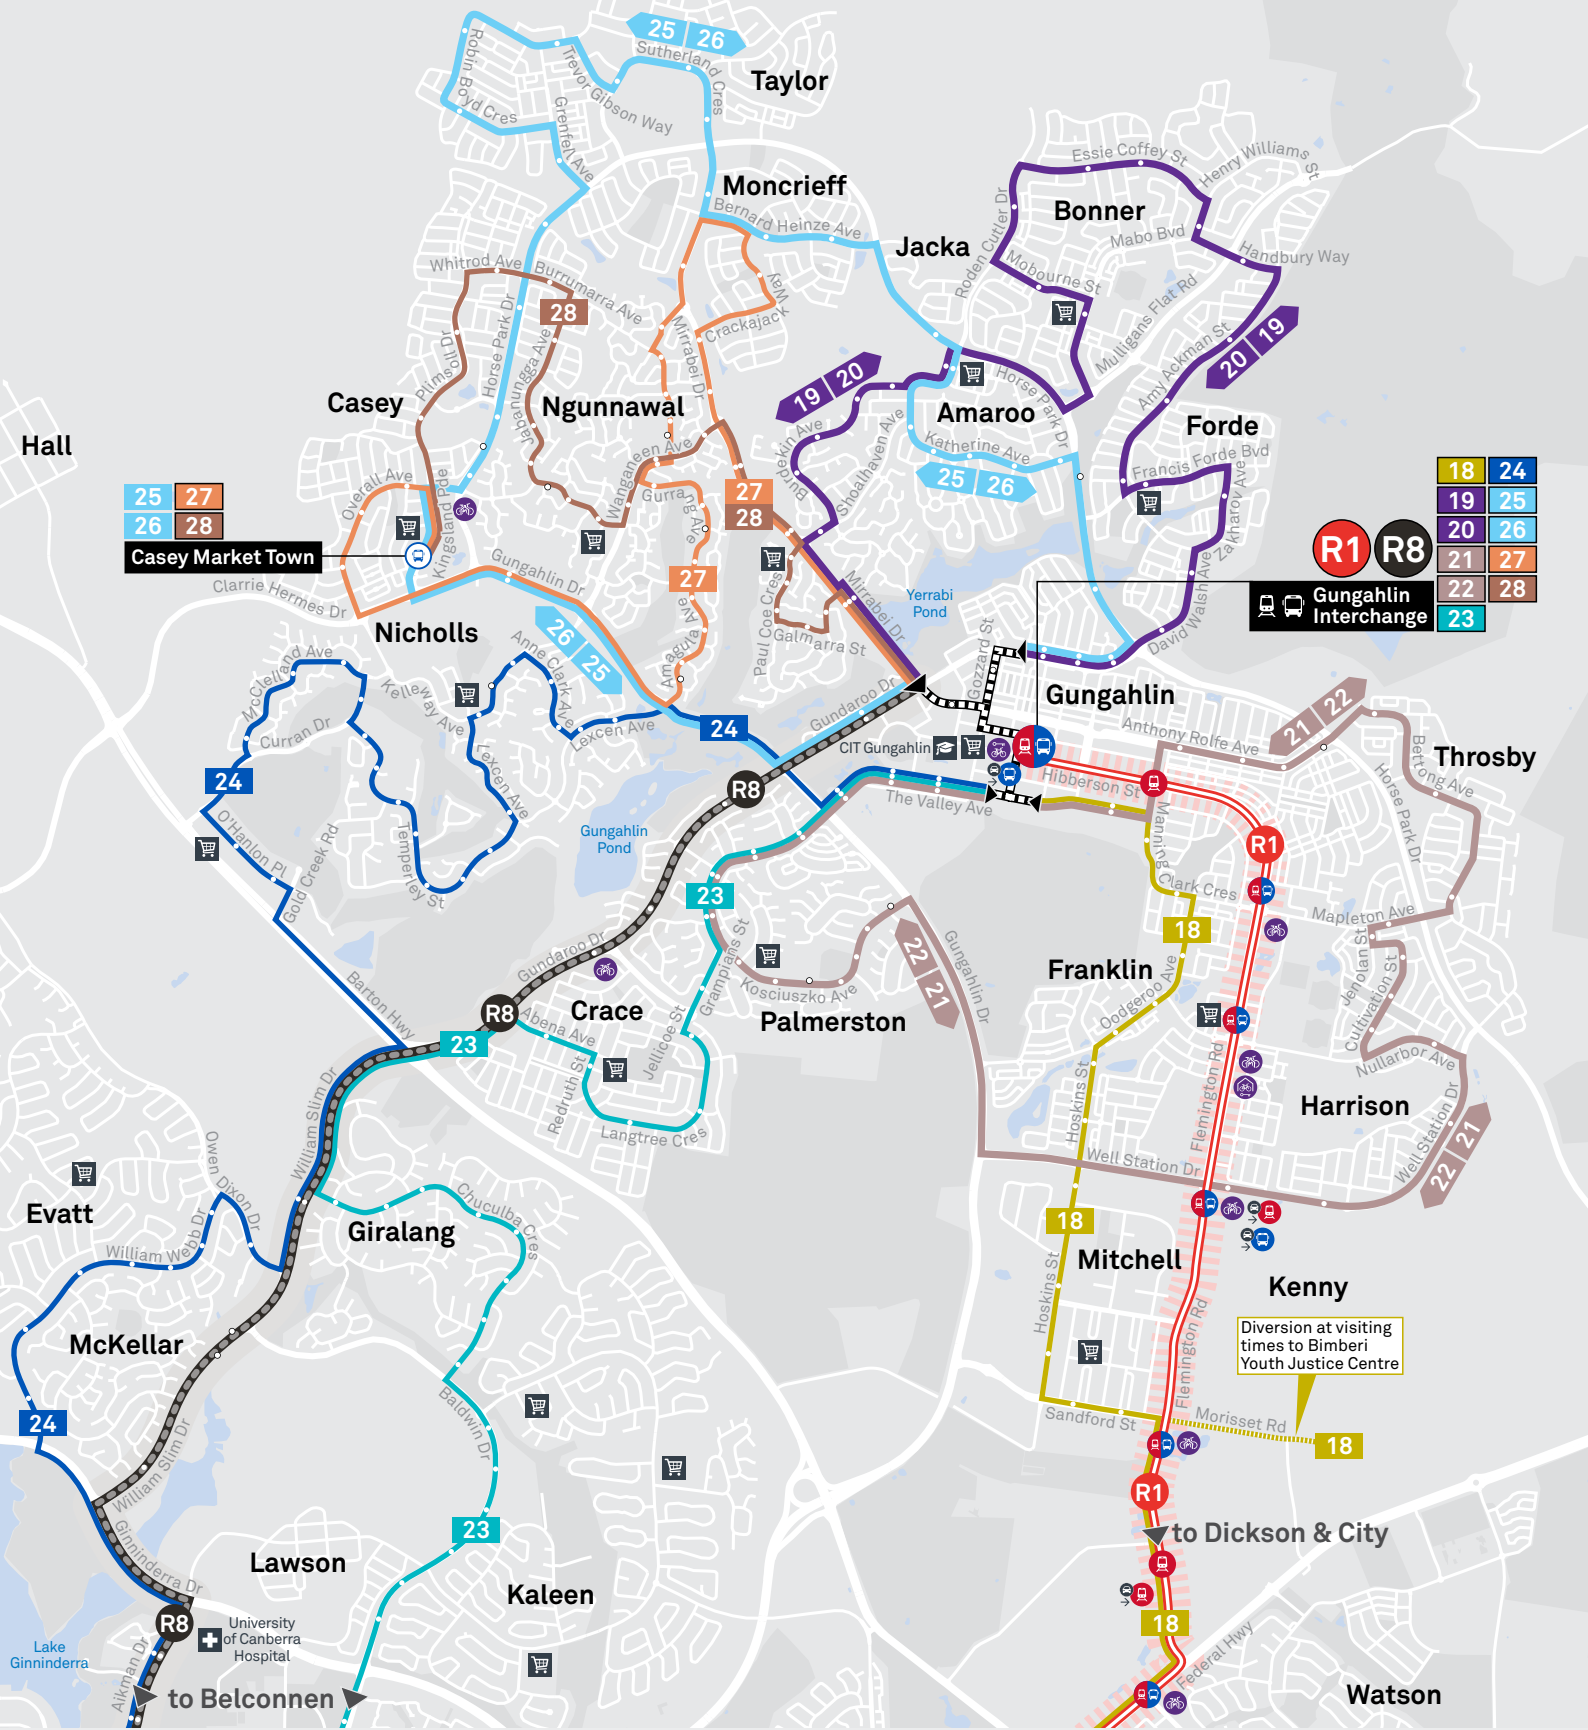 25 26
Sutherland
Cres
Taylor
Robin Boyd Cres
Trevor Gibson Way
Grenfell Ave
Moncrieff
Bernard Heinze Ave
Jacka
Essie Coffey St
Henry Williams St
Bonner
Mabo Bvd
Roden Cutler Dr
Mobourne St
Handbury Way
Mulligans Flat Rd
Amy Ackman St
20 19
Whitrod Ave
Burrumarra Ave
28
Crackajack
Way
Mirrabei Dr
Plimsoll Dr
Horse Park Dr
Jabanungga Ave
Casey
Ngunnawal
19 20
Horse Park Dr
Amaroo
Forde
Hall
Burdekin Ave
Shoalhaven Ave
Katherine Ave
25 26
Francis Forde Bvd
Zakharov Ave
Overall Ave
Kingsland Pde
Wanganeen Ave
Gurrang Ave
27
28
25 27
26 28
Casey Market Town
18 24
19 25
20 26
21 27
22 28
23
R1
R8
Gungahlin
Interchange
Clarrie Hermes Dr
Gungahlin Dr
27
Paul Coe Cres
Mirrabei Dr
Yerrabi
Pond
Galmarra St
Amagula Ave
Nicholls
26 25
David Walsh Ave
Gozzard St
McClelland Ave
Kelleway Ave
Anne Clark Ave
Lexcen Ave
Curran Dr
Lexcen Ave
24
24
Gundaroo Dr
CIT Gungahlin
Gungahlin
Anthony Rolfe Ave
21 22
Bettong Ave
Throsby
Hibberson St
The Valley Ave
Manning Clark Cres
Horse Park Dr
R8
Gungahlin
Pond
O'Hanlon Pl
Gold Creek Rd
Temperley St
R1
23
18
Mapleton Ave
Jenolan St
Cultivation St
Nullarbor Ave
Grampians St
Gundaroo Dr
22 21
Gungahlin Dr
Franklin
Dodgeroo Ave
Kosciuszko Ave
Palmerston
Barton Hwy
R8
23
Abena Ave
Crace
Jellicoe St
Redruth St
Langtree Cres
Hoskins St
Flemington Rd
Harrison
Well Station Dr
Well Station Dr
22 21
William Slim Dr
Owen Dixon Dr
Evatt
William Webb Dr
Giralang
Chuculba Cres
18
Mitchell
Kenny
Hoskins St
Flemington Rd
Diversion at visiting
times to Bimberi
Youth Justice Centre
McKellar
Baldwin Dr
24
William Slim Dr
Sandford St
Morisset Rd
18
R1
to Dickson & City
23
Lawson
Ginninderra Dr
Kaleen
R8
University
of Canberra
Hospital
Lake
Ginninderra
Aikman Dr
18
Federal Hwy
to Belconnen
Watson